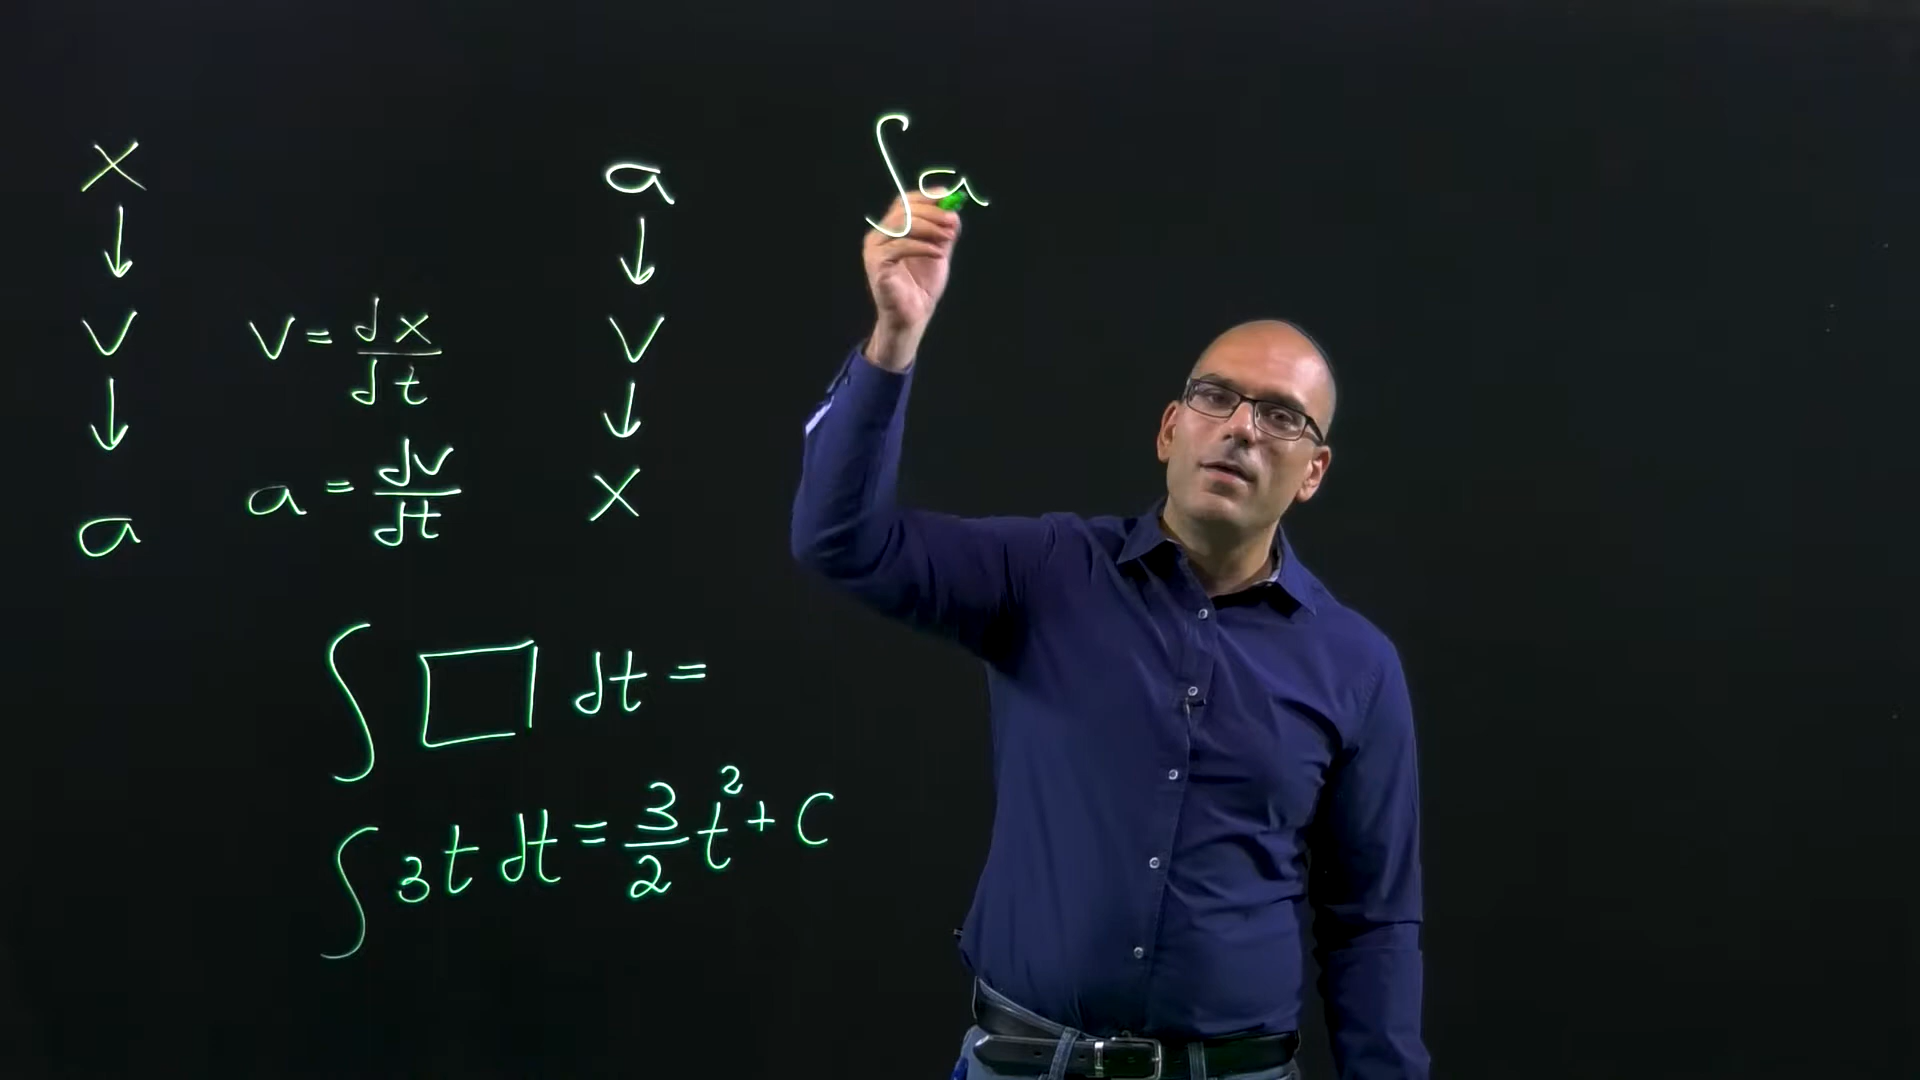 x
↓
v
↓
a
v = dx/dt
a = dv/dt
a
↓
v
↓
x
∫ □ dt =
∫ 3t dt = 3/2 t² + C
∫ a